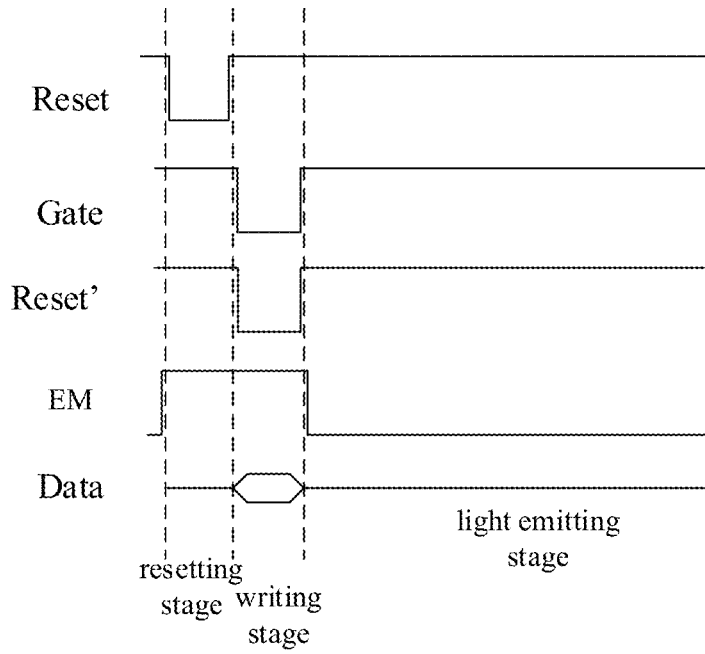 Reset
Gate
Reset’
EM
Data
light emitting
stage
resetting
stage
writing
stage